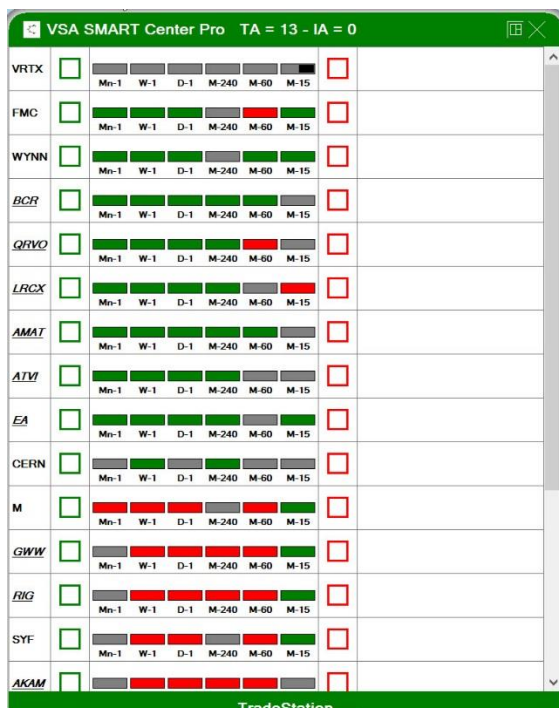 VSA SMART Center Pro TA = 13 - IA = 0
VRTX
Mn-1 W-1 D-1 M-240 M-60 M-15
FMC
Mn-1 W-1 D-1 M-240 M-60 M-15
WYNN
Mn-1 W-1 D-1 M-240 M-60 M-15
BCR
Mn-1 W-1 D-1 M-240 M-60 M-15
QRVO
Mn-1 W-1 D-1 M-240 M-60 M-15
LRCX
Mn-1 W-1 D-1 M-240 M-60 M-15
AMAT
Mn-1 W-1 D-1 M-240 M-60 M-15
ATVI
Mn-1 W-1 D-1 M-240 M-60 M-15
EA
Mn-1 W-1 D-1 M-240 M-60 M-15
CERN
Mn-1 W-1 D-1 M-240 M-60 M-15
M
Mn-1 W-1 D-1 M-240 M-60 M-15
GWW
Mn-1 W-1 D-1 M-240 M-60 M-15
RIG
Mn-1 W-1 D-1 M-240 M-60 M-15
SYF
Mn-1 W-1 D-1 M-240 M-60 M-15
AKAM
TradeStation